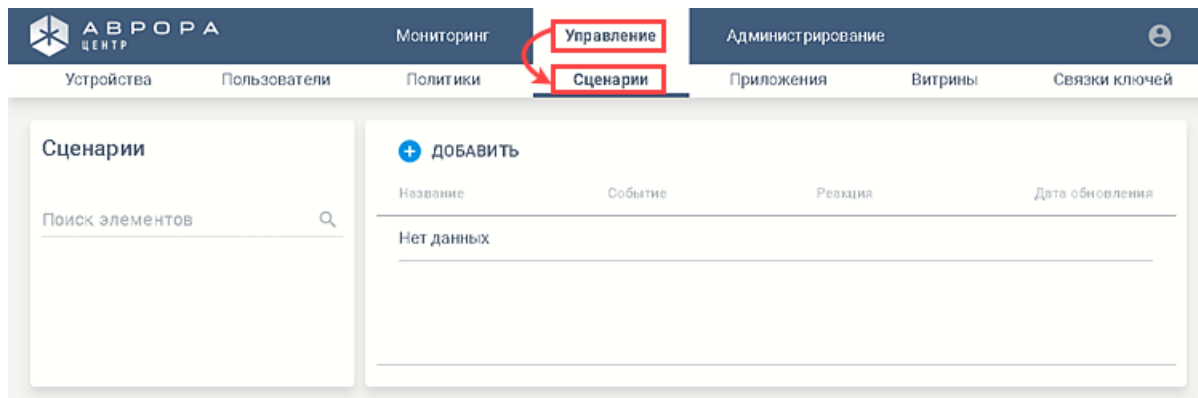 АВРОРА
ЦЕНТР
Мониторинг Управление Администрирование
Устройства Пользователи Политики Сценарии Приложения Витрины Связки ключей
Сценарии
Поиск элементов
ДОБАВИТЬ
Название Событие Реакция Дата обновления
Нет данных